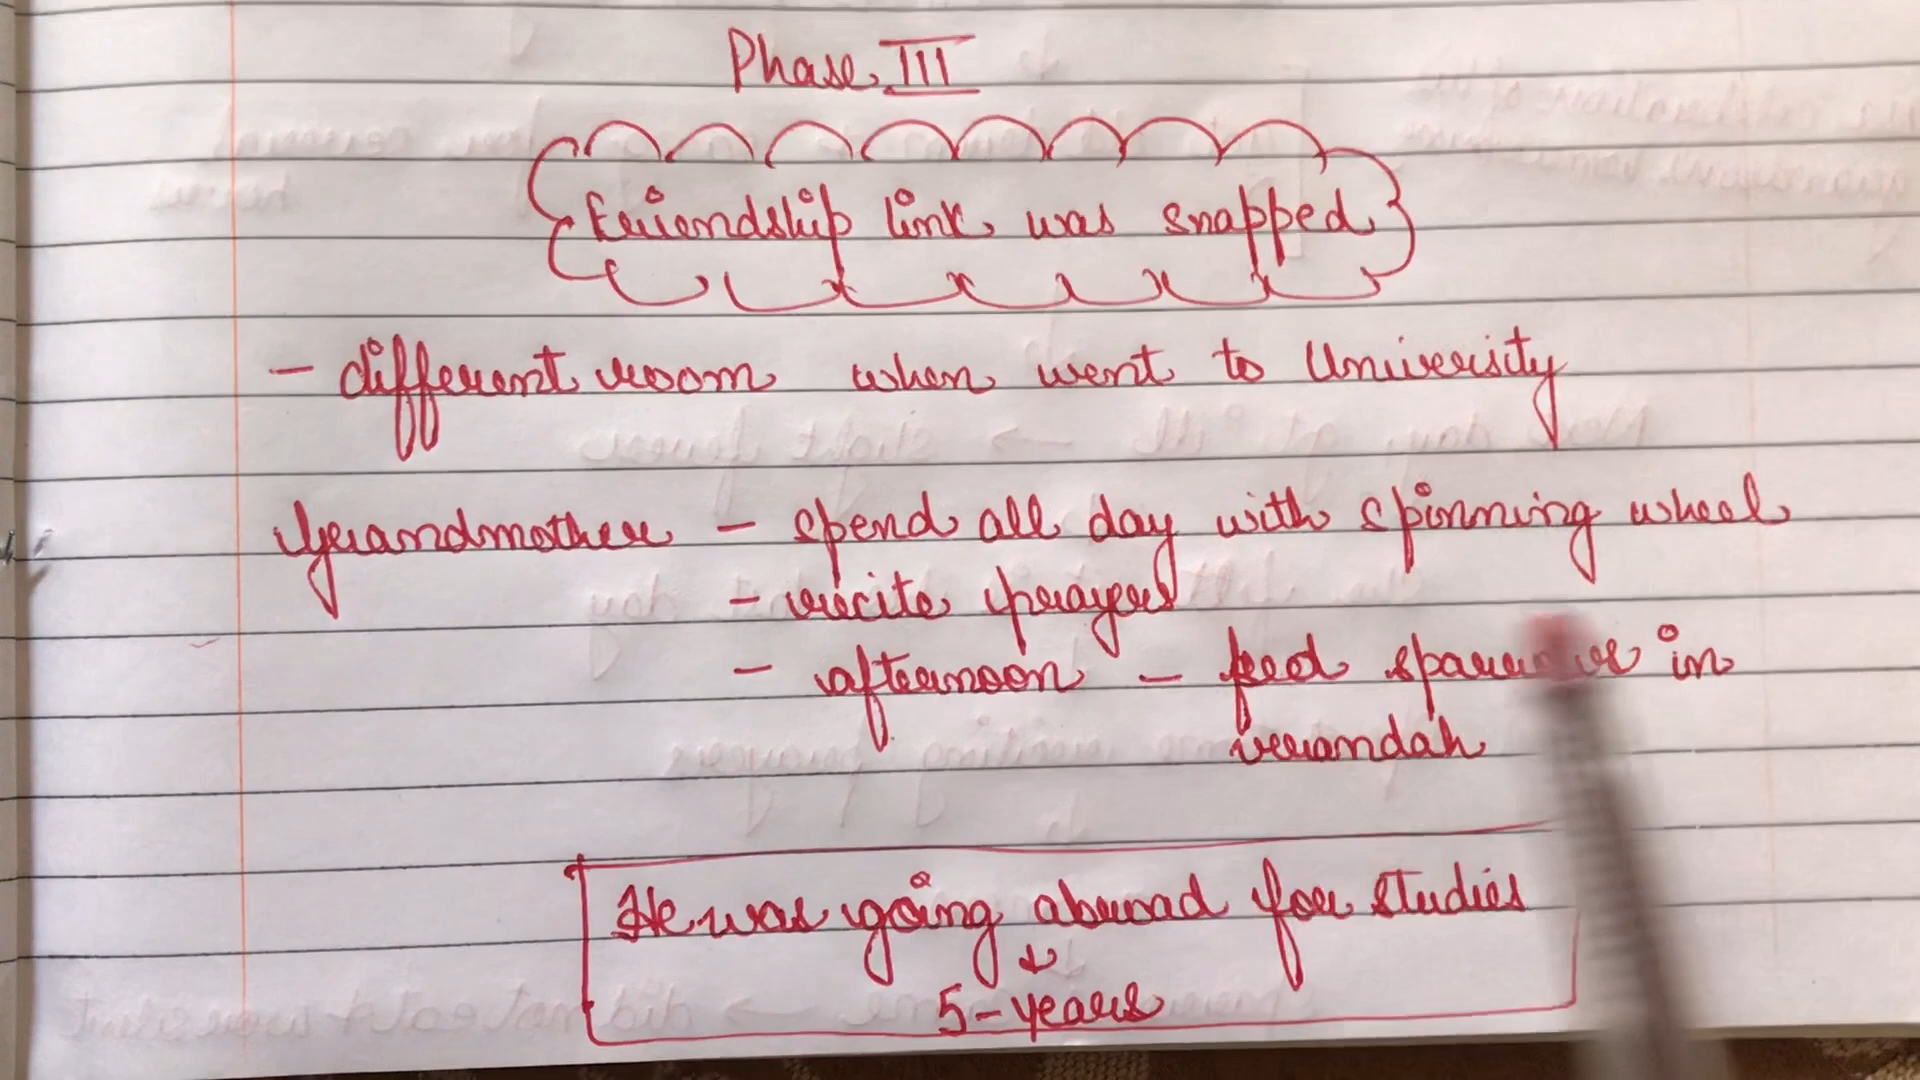 Phase III
Friendship link was snapped
- different room when went to University
Grandmother - spend all day with spinning wheel
- recite prayers
- afternoon - feed sparrows in
verandah
He was going abroad for studies
↓
5-years